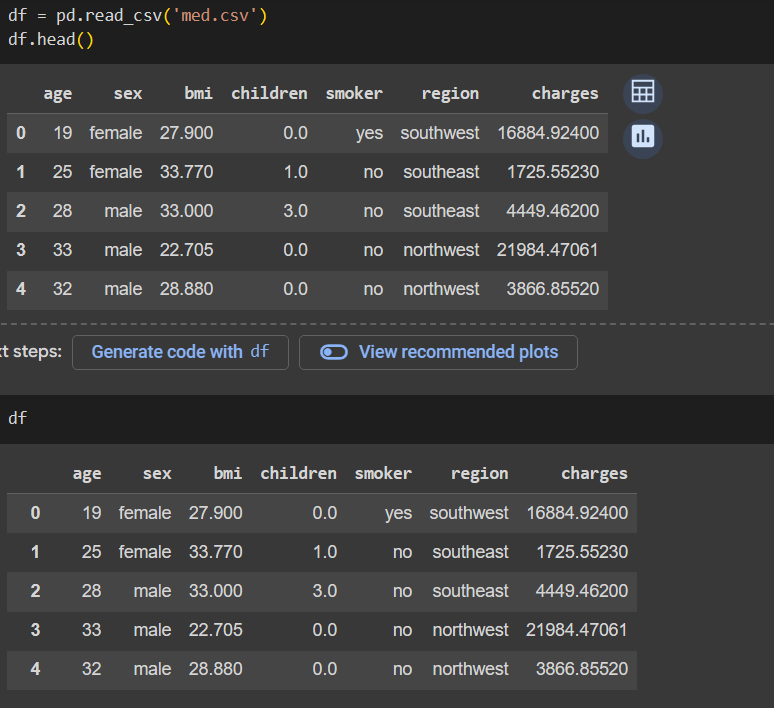 df = pd.read_csv('med.csv')
df.head()
age sex bmi children smoker region charges
0 19 female 27.900 0.0 yes southwest 16884.92400
1 25 female 33.770 1.0 no southeast 1725.55230
2 28 male 33.000 3.0 no southeast 4449.46200
3 33 male 22.705 0.0 no northwest 21984.47061
4 32 male 28.880 0.0 no northwest 3866.85520
xt steps: Generate code with df View recommended plots
df
age sex bmi children smoker region charges
0 19 female 27.900 0.0 yes southwest 16884.92400
1 25 female 33.770 1.0 no southeast 1725.55230
2 28 male 33.000 3.0 no southeast 4449.46200
3 33 male 22.705 0.0 no northwest 21984.47061
4 32 male 28.880 0.0 no northwest 3866.85520